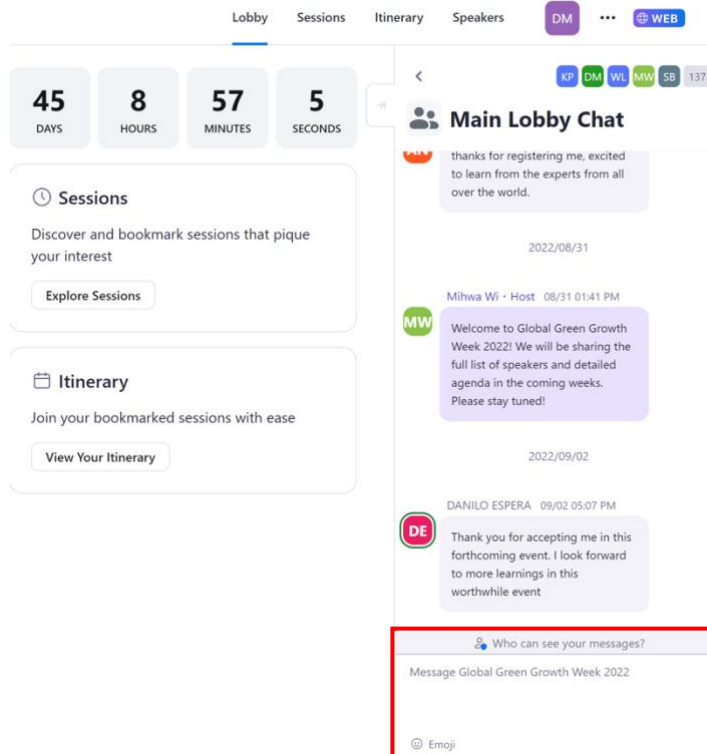 Lobby Sessions Itinerary Speakers DM ••• WEB
45 8 57 5
DAYS HOURS MINUTES SECONDS
Sessions
Discover and bookmark sessions that pique
your interest
Explore Sessions
Itinerary
Join your bookmarked sessions with ease
View Your Itinerary
KP DM WL MW SB 137
Main Lobby Chat
thanks for registering me, excited
to learn from the experts from all
over the world.
2022/08/31
Mihwa Wi • Host 08/31 01:41 PM
MW
Welcome to Global Green Growth
Week 2022! We will be sharing the
full list of speakers and detailed
agenda in the coming weeks.
Please stay tuned!
2022/09/02
DANILO ESPERA 09/02 05:07 PM
DE
Thank you for accepting me in this
forthcoming event. I look forward
to more learnings in this
worthwhile event
Who can see your messages?
Message Global Green Growth Week 2022
Emoji